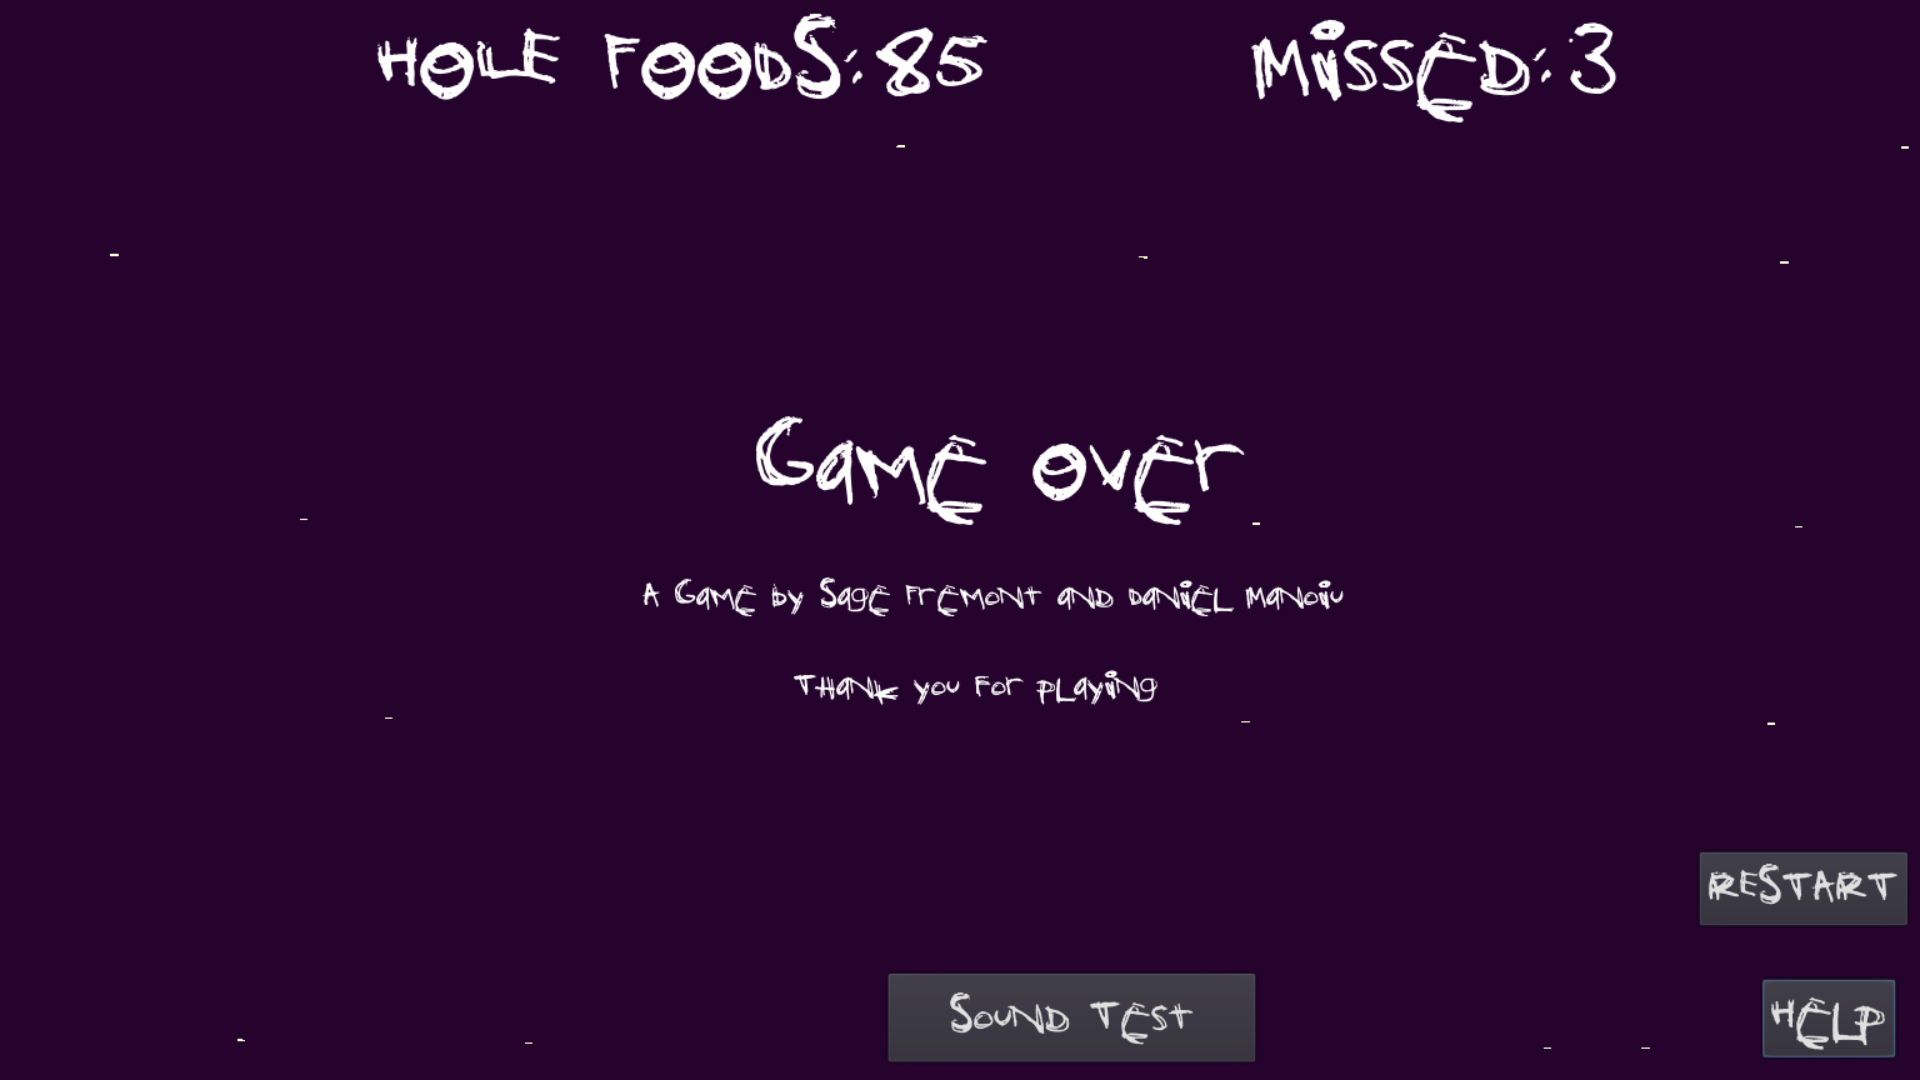 HOLE FOODS: 85
MiSSED: 3
Game over
A Game by Sage Fremont and Daniel Manoiu
Thank you for playing
RESTART
Sound Test
HELP